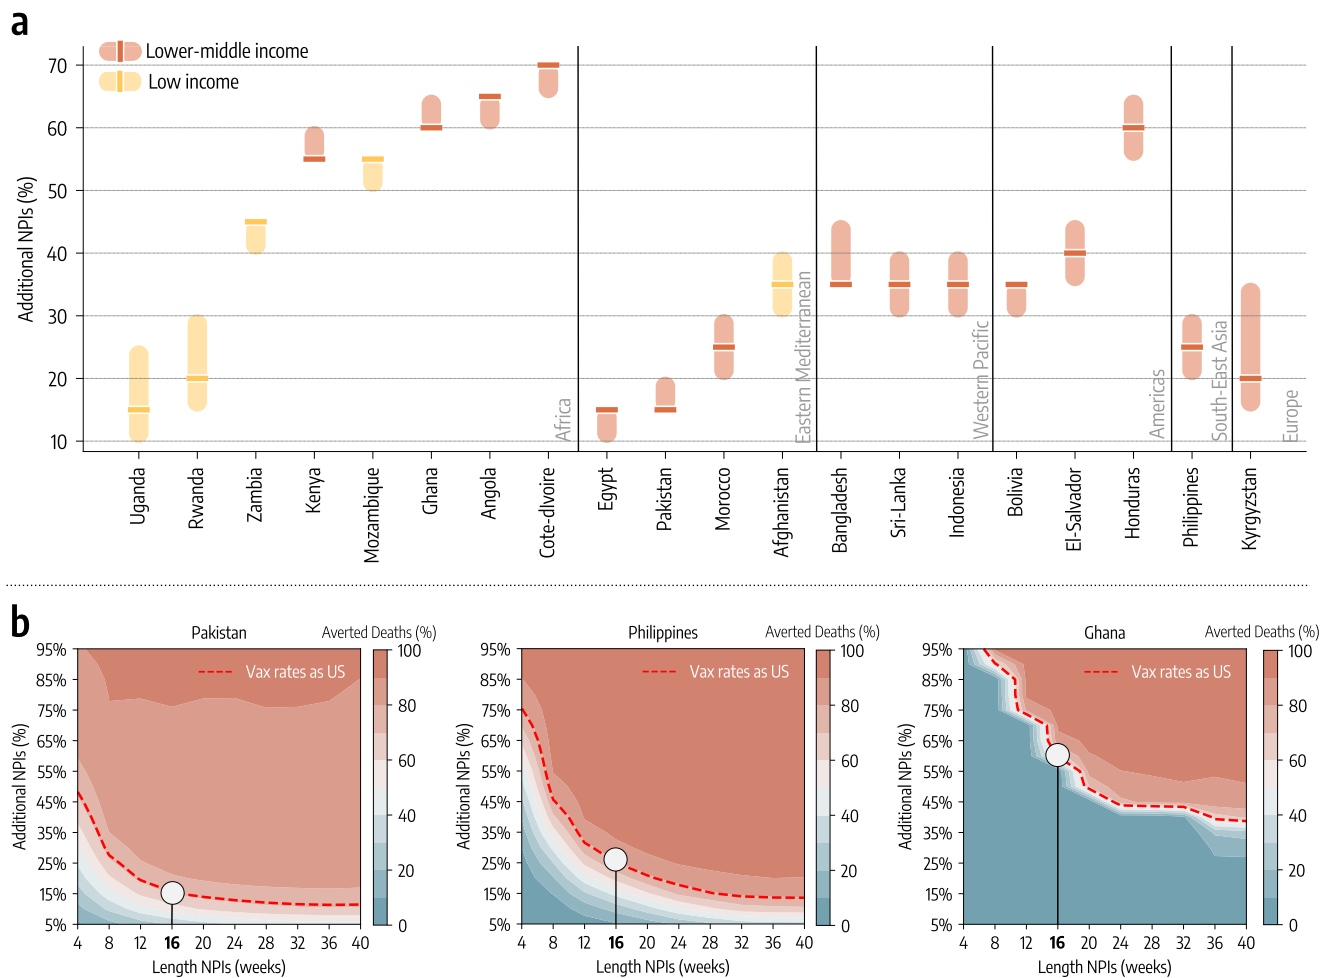 a
Lower-middle income
Low income
Additional NPIs (%)
70
60
50
40
30
20
10
Africa
Eastern Mediterranean
Western Pacific
Americas
South-East Asia
Europe
Uganda
Rwanda
Zambia
Kenya
Mozambique
Ghana
Angola
Cote-dIvoire
Egypt
Pakistan
Morocco
Afghanistan
Bangladesh
Sri-Lanka
Indonesia
Bolivia
El-Salvador
Honduras
Philippines
Kyrgyzstan
b
Pakistan
Averted Deaths (%)
Vax rates as US
Additional NPIs (%)
95%
85%
75%
65%
55%
45%
35%
25%
15%
5%
4 8 12 16 20 24 28 32 36 40
Length NPIs (weeks)
100
80
60
40
20
0
Philippines
Averted Deaths (%)
Vax rates as US
Additional NPIs (%)
95%
85%
75%
65%
55%
45%
35%
25%
15%
5%
4 8 12 16 20 24 28 32 36 40
Length NPIs (weeks)
100
80
60
40
20
0
Ghana
Averted Deaths (%)
Vax rates as US
Additional NPIs (%)
95%
85%
75%
65%
55%
45%
35%
25%
15%
5%
4 8 12 16 20 24 28 32 36 40
Length NPIs (weeks)
100
80
60
40
20
0